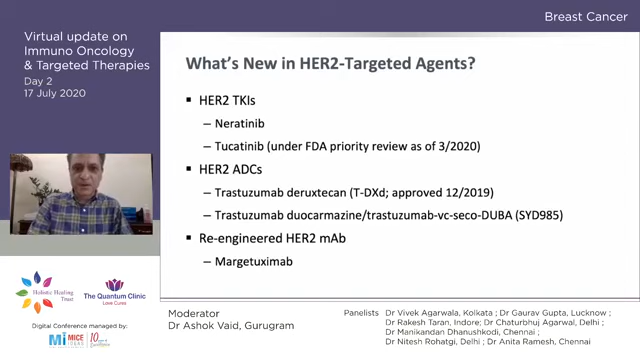 Breast Cancer
Virtual update on
Immuno Oncology
& Targeted Therapies
Day 2
17 July 2020
What's New in HER2-Targeted Agents?
▪ HER2 TKIs
– Neratinib
– Tucatinib (under FDA priority review as of 3/2020)
▪ HER2 ADCs
– Trastuzumab deruxtecan (T-DXd; approved 12/2019)
– Trastuzumab duocarmazine/trastuzumab-vc-seco-DUBA (SYD985)
▪ Re-engineered HER2 mAb
– Margetuximab
Holistic Healing
Trust
The Quantum Clinic
Love Cures
Digital Conference managed by:
MICE
10
Moderator
Dr Ashok Vaid, Gurugram
Panelists
Dr Vivek Agarwala, Kolkata ; Dr Gaurav Gupta, Lucknow ;
Dr Rakesh Taran, Indore; Dr Chaturbhuj Agarwal, Delhi ;
Dr Manikandan Dhanushkodi, Chennai ;
Dr Nitesh Rohatgi, Delhi ; Dr Anita Ramesh, Chennai